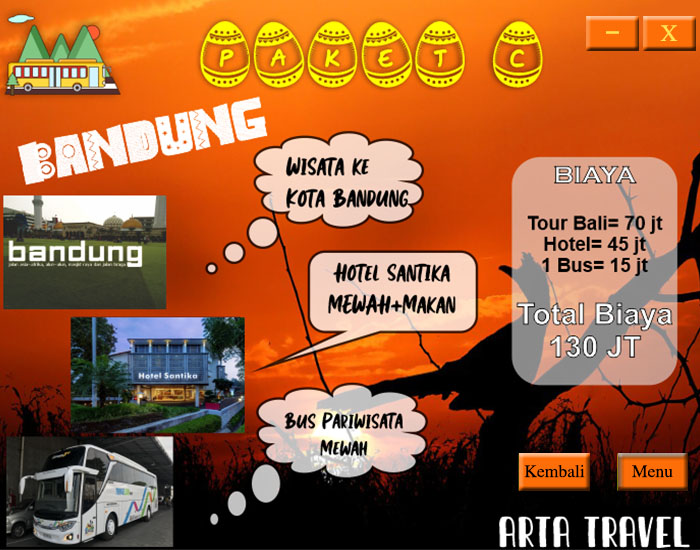 PAKET C
− X
BANDUNG
WISATA KE
KOTA BANDUNG
bandung
BIAYA
Tour Bali= 70 jt
Hotel= 45 jt
1 Bus= 15 jt
Total Biaya
130 JT
HOTEL SANTIKA
MEWAH+MAKAN
Hotel Santika
BUS PARIWISATA
MEWAH
Kembali
Menu
ARTA TRAVEL